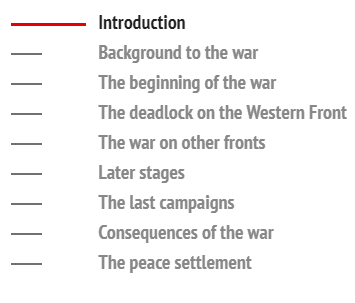 Introduction
Background to the war
The beginning of the war
The deadlock on the Western Front
The war on other fronts
Later stages
The last campaigns
Consequences of the war
The peace settlement